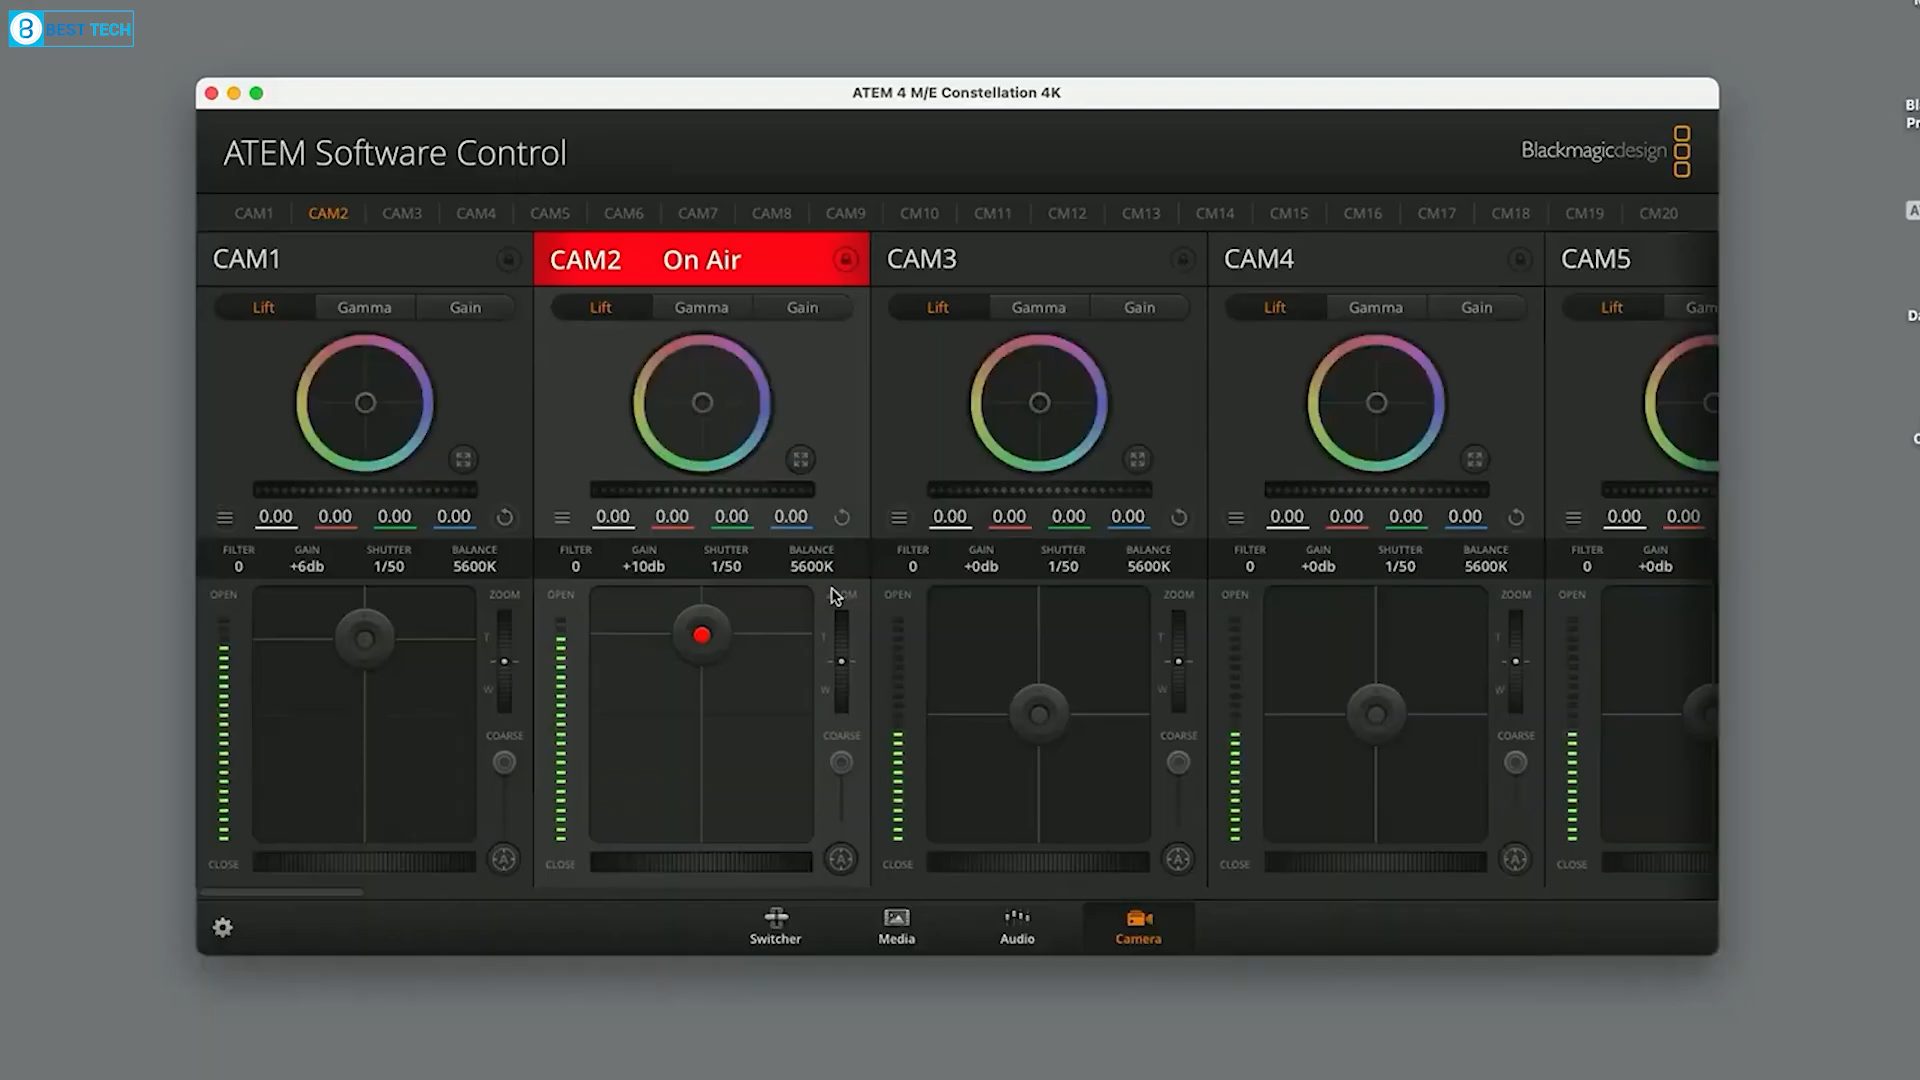 BEST TECH
ATEM 4 M/E Constellation 4K
ATEM Software Control
Blackmagicdesign
CAM1 CAM2 CAM3 CAM4 CAM5 CAM6 CAM7 CAM8 CAM9 CM10 CM11 CM12 CM13 CM14 CM15 CM16 CM17 CM18 CM19 CM20
CAM1 CAM2 On Air CAM3 CAM4 CAM5
Lift Gamma Gain Lift Gamma Gain Lift Gamma Gain Lift Gamma Gain Lift Gam
0.00 0.00 0.00 0.00 0.00 0.00 0.00 0.00 0.00 0.00 0.00 0.00 0.00 0.00 0.00 0.00 0.00 0.00
FILTER GAIN SHUTTER BALANCE FILTER GAIN SHUTTER BALANCE FILTER GAIN SHUTTER BALANCE FILTER GAIN SHUTTER BALANCE FILTER GAIN
0 +6db 1/50 5600K 0 +10db 1/50 5600K 0 +0db 1/50 5600K 0 +0db 1/50 5600K 0 +0db
OPEN ZOOM OPEN OPEN ZOOM OPEN ZOOM OPEN
T T T T
W W W W
COARSE COARSE COARSE COARSE
CLOSE A CLOSE A CLOSE A CLOSE A CLOSE
Switcher Media Audio Camera